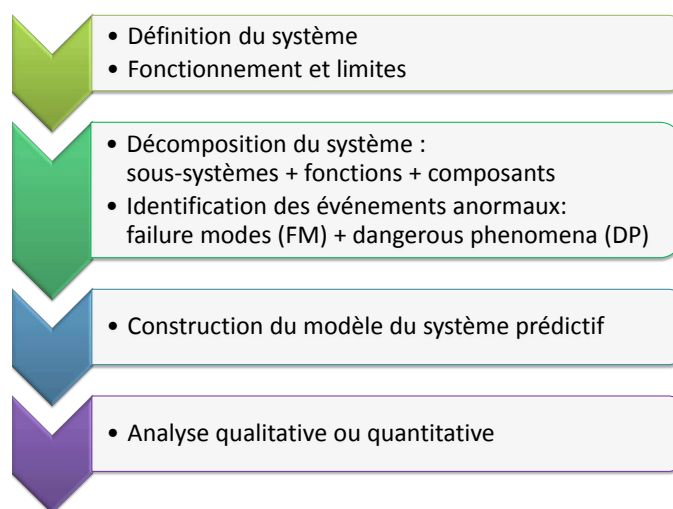 • Définition du système
• Fonctionnement et limites
• Décomposition du système :
sous-systèmes + fonctions + composants
• Identification des événements anormaux:
failure modes (FM) + dangerous phenomena (DP)
• Construction du modèle du système prédictif
• Analyse qualitative ou quantitative